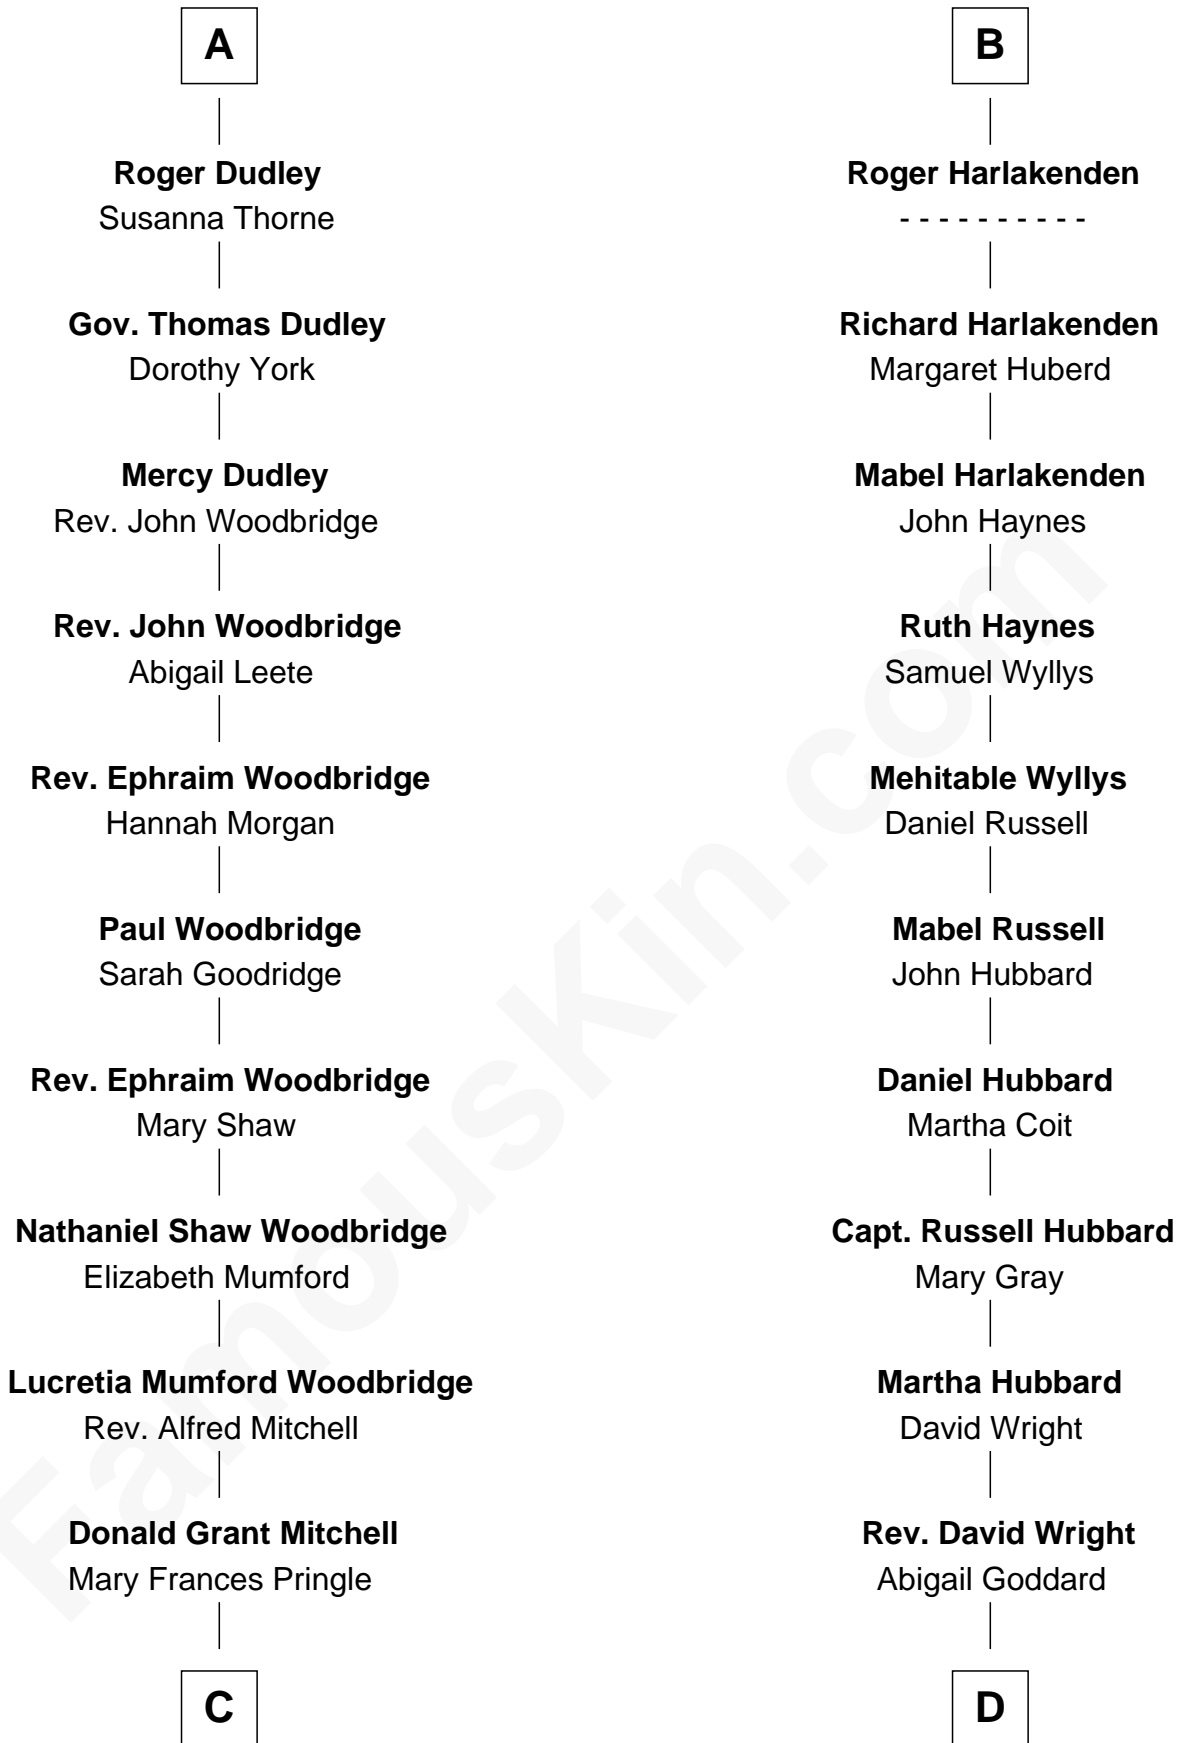 A
Roger Dudley
Susanna Thorne
Gov. Thomas Dudley
Dorothy York
Mercy Dudley
Rev. John Woodbridge
Rev. John Woodbridge
Abigail Leete
Rev. Ephraim Woodbridge
Hannah Morgan
Paul Woodbridge
Sarah Goodridge
Rev. Ephraim Woodbridge
Mary Shaw
Nathaniel Shaw Woodbridge
Elizabeth Mumford
Lucretia Mumford Woodbridge
Rev. Alfred Mitchell
Donald Grant Mitchell
Mary Frances Pringle
C
B
Roger Harlakenden
- - - - - - - - - -
Richard Harlakenden
Margaret Huberd
Mabel Harlakenden
John Haynes
Ruth Haynes
Samuel Wyllys
Mehitable Wyllys
Daniel Russell
Mabel Russell
John Hubbard
Daniel Hubbard
Martha Coit
Capt. Russell Hubbard
Mary Gray
Martha Hubbard
David Wright
Rev. David Wright
Abigail Goddard
D
FamousKin.com